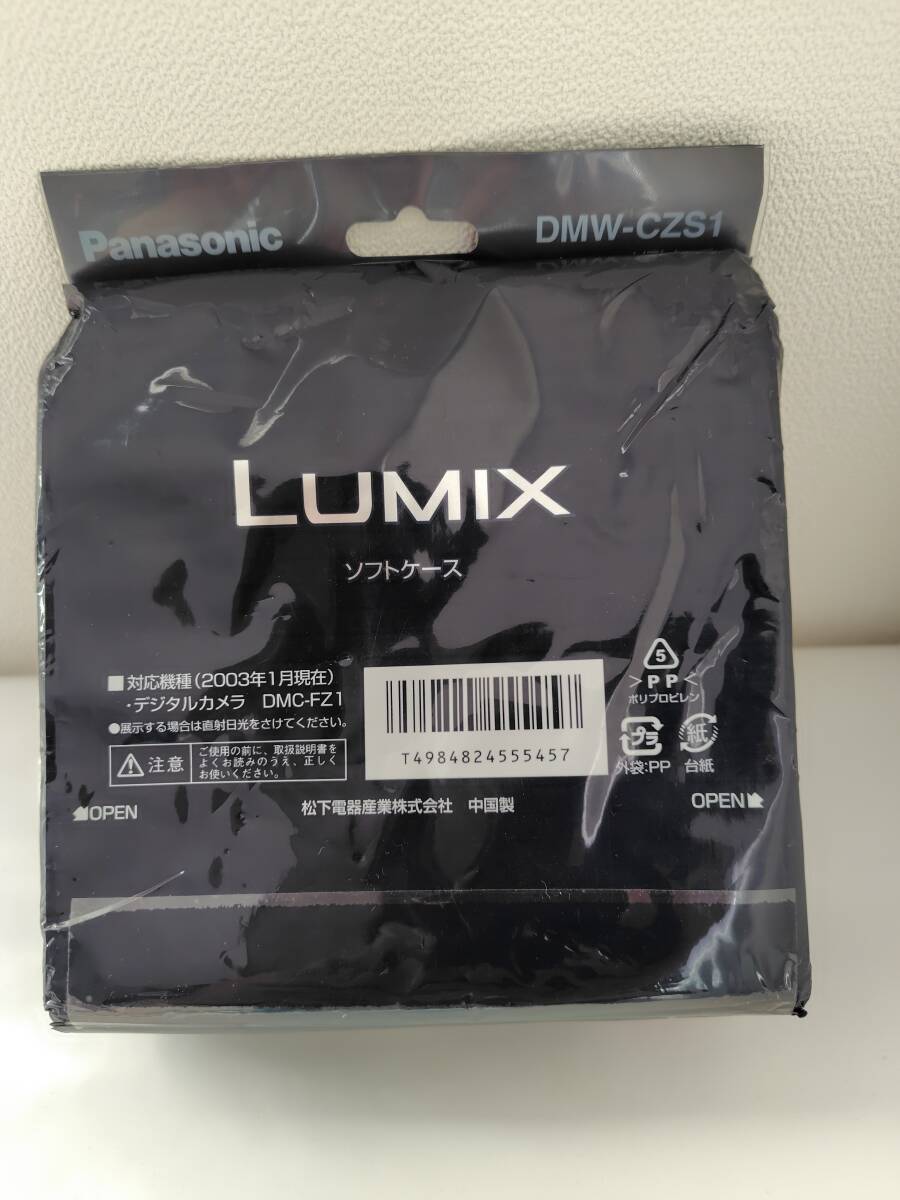 Panasonic
DMW-CZS1
LUMIX
ソフトケース
■対応機種(2003年1月現在)
・デジタルカメラ DMC-FZ1
●展示する場合は直射日光をさけてください。
注意
ご使用の前に、取扱説明書を
よくお読みのうえ、正しく
お使いください。
T4984824555457
5
>PP<
ポリプロピレン
プラ
紙
外袋:PP
台紙
OPEN
松下電器産業株式会社 中国製
OPEN